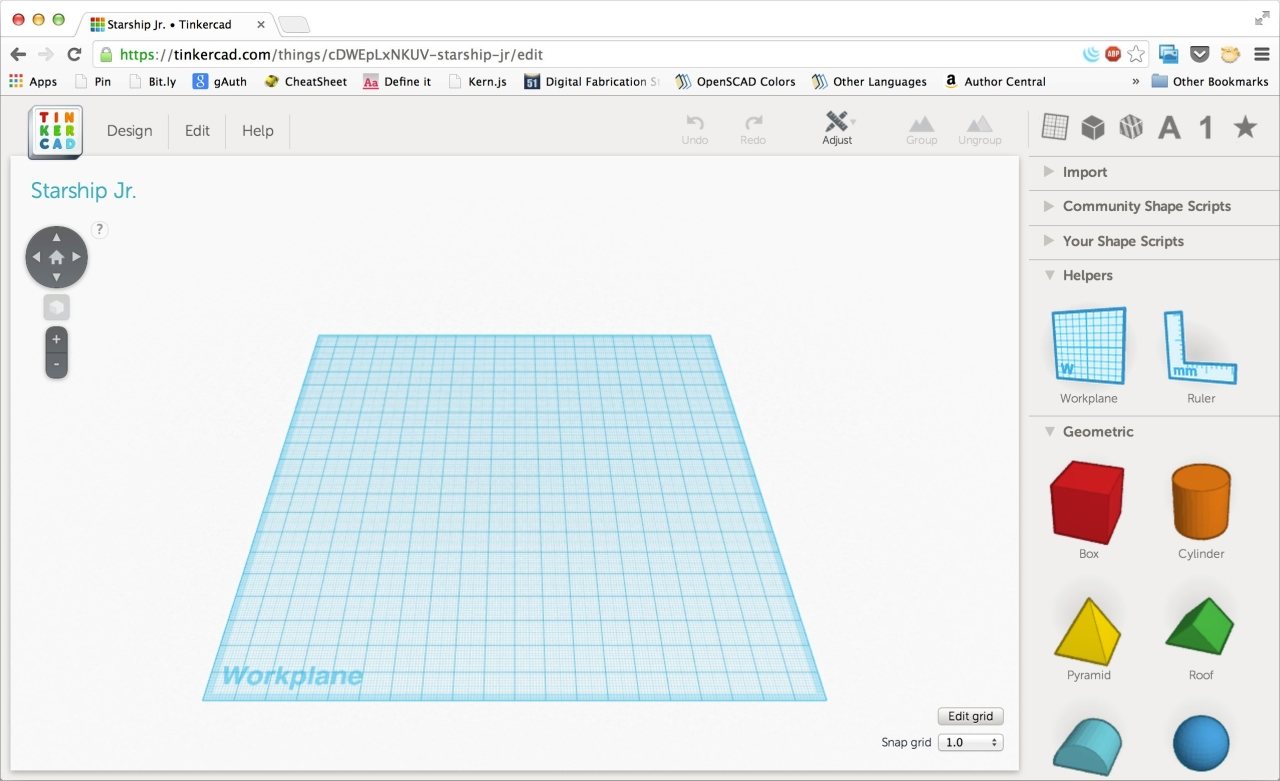 Starship Jr. • Tinkercad
https://tinkercad.com/things/cDWEpLxNKUV-starship-jr/edit
ABP
Apps Pin Bit.ly g gAuth CheatSheet Aa Define it Kern.js 51 Digital Fabrication St OpenSCAD Colors Other Languages a Author Central » Other Bookmarks
TIN
KER
CAD
Design Edit Help
Undo Redo Adjust Group Ungroup
A 1
Starship Jr.
?
+
-
Workplane
Edit grid
Snap grid 1.0
Import
Community Shape Scripts
Your Shape Scripts
Helpers
W mm
Workplane Ruler
Geometric
Box Cylinder
Pyramid Roof